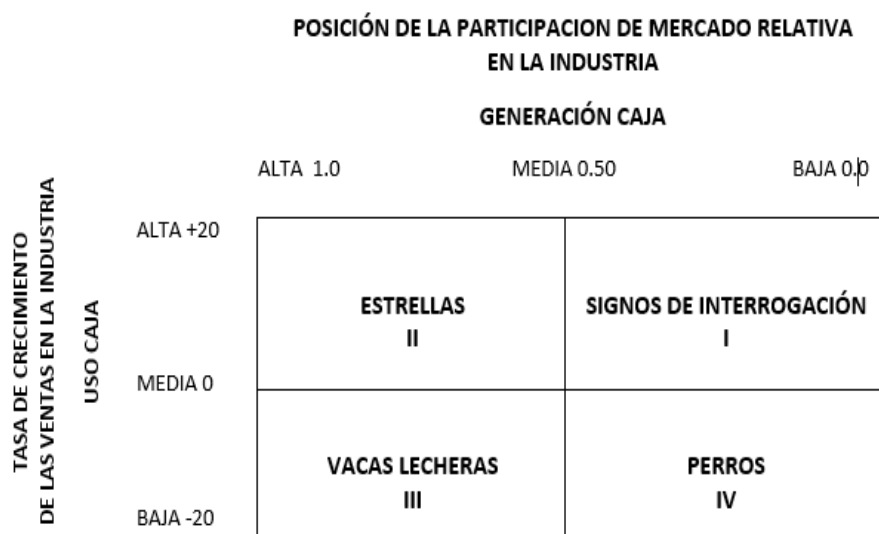 POSICIÓN DE LA PARTICIPACION DE MERCADO RELATIVA
EN LA INDUSTRIA
GENERACIÓN CAJA
ALTA 1.0 MEDIA 0.50 BAJA 0.0
TASA DE CRECIMIENTO
DE LAS VENTAS EN LA INDUSTRIA
USO CAJA
ALTA +20
ESTRELLAS SIGNOS DE INTERROGACIÓN
II I
MEDIA 0
VACAS LECHERAS PERROS
III IV
BAJA -20